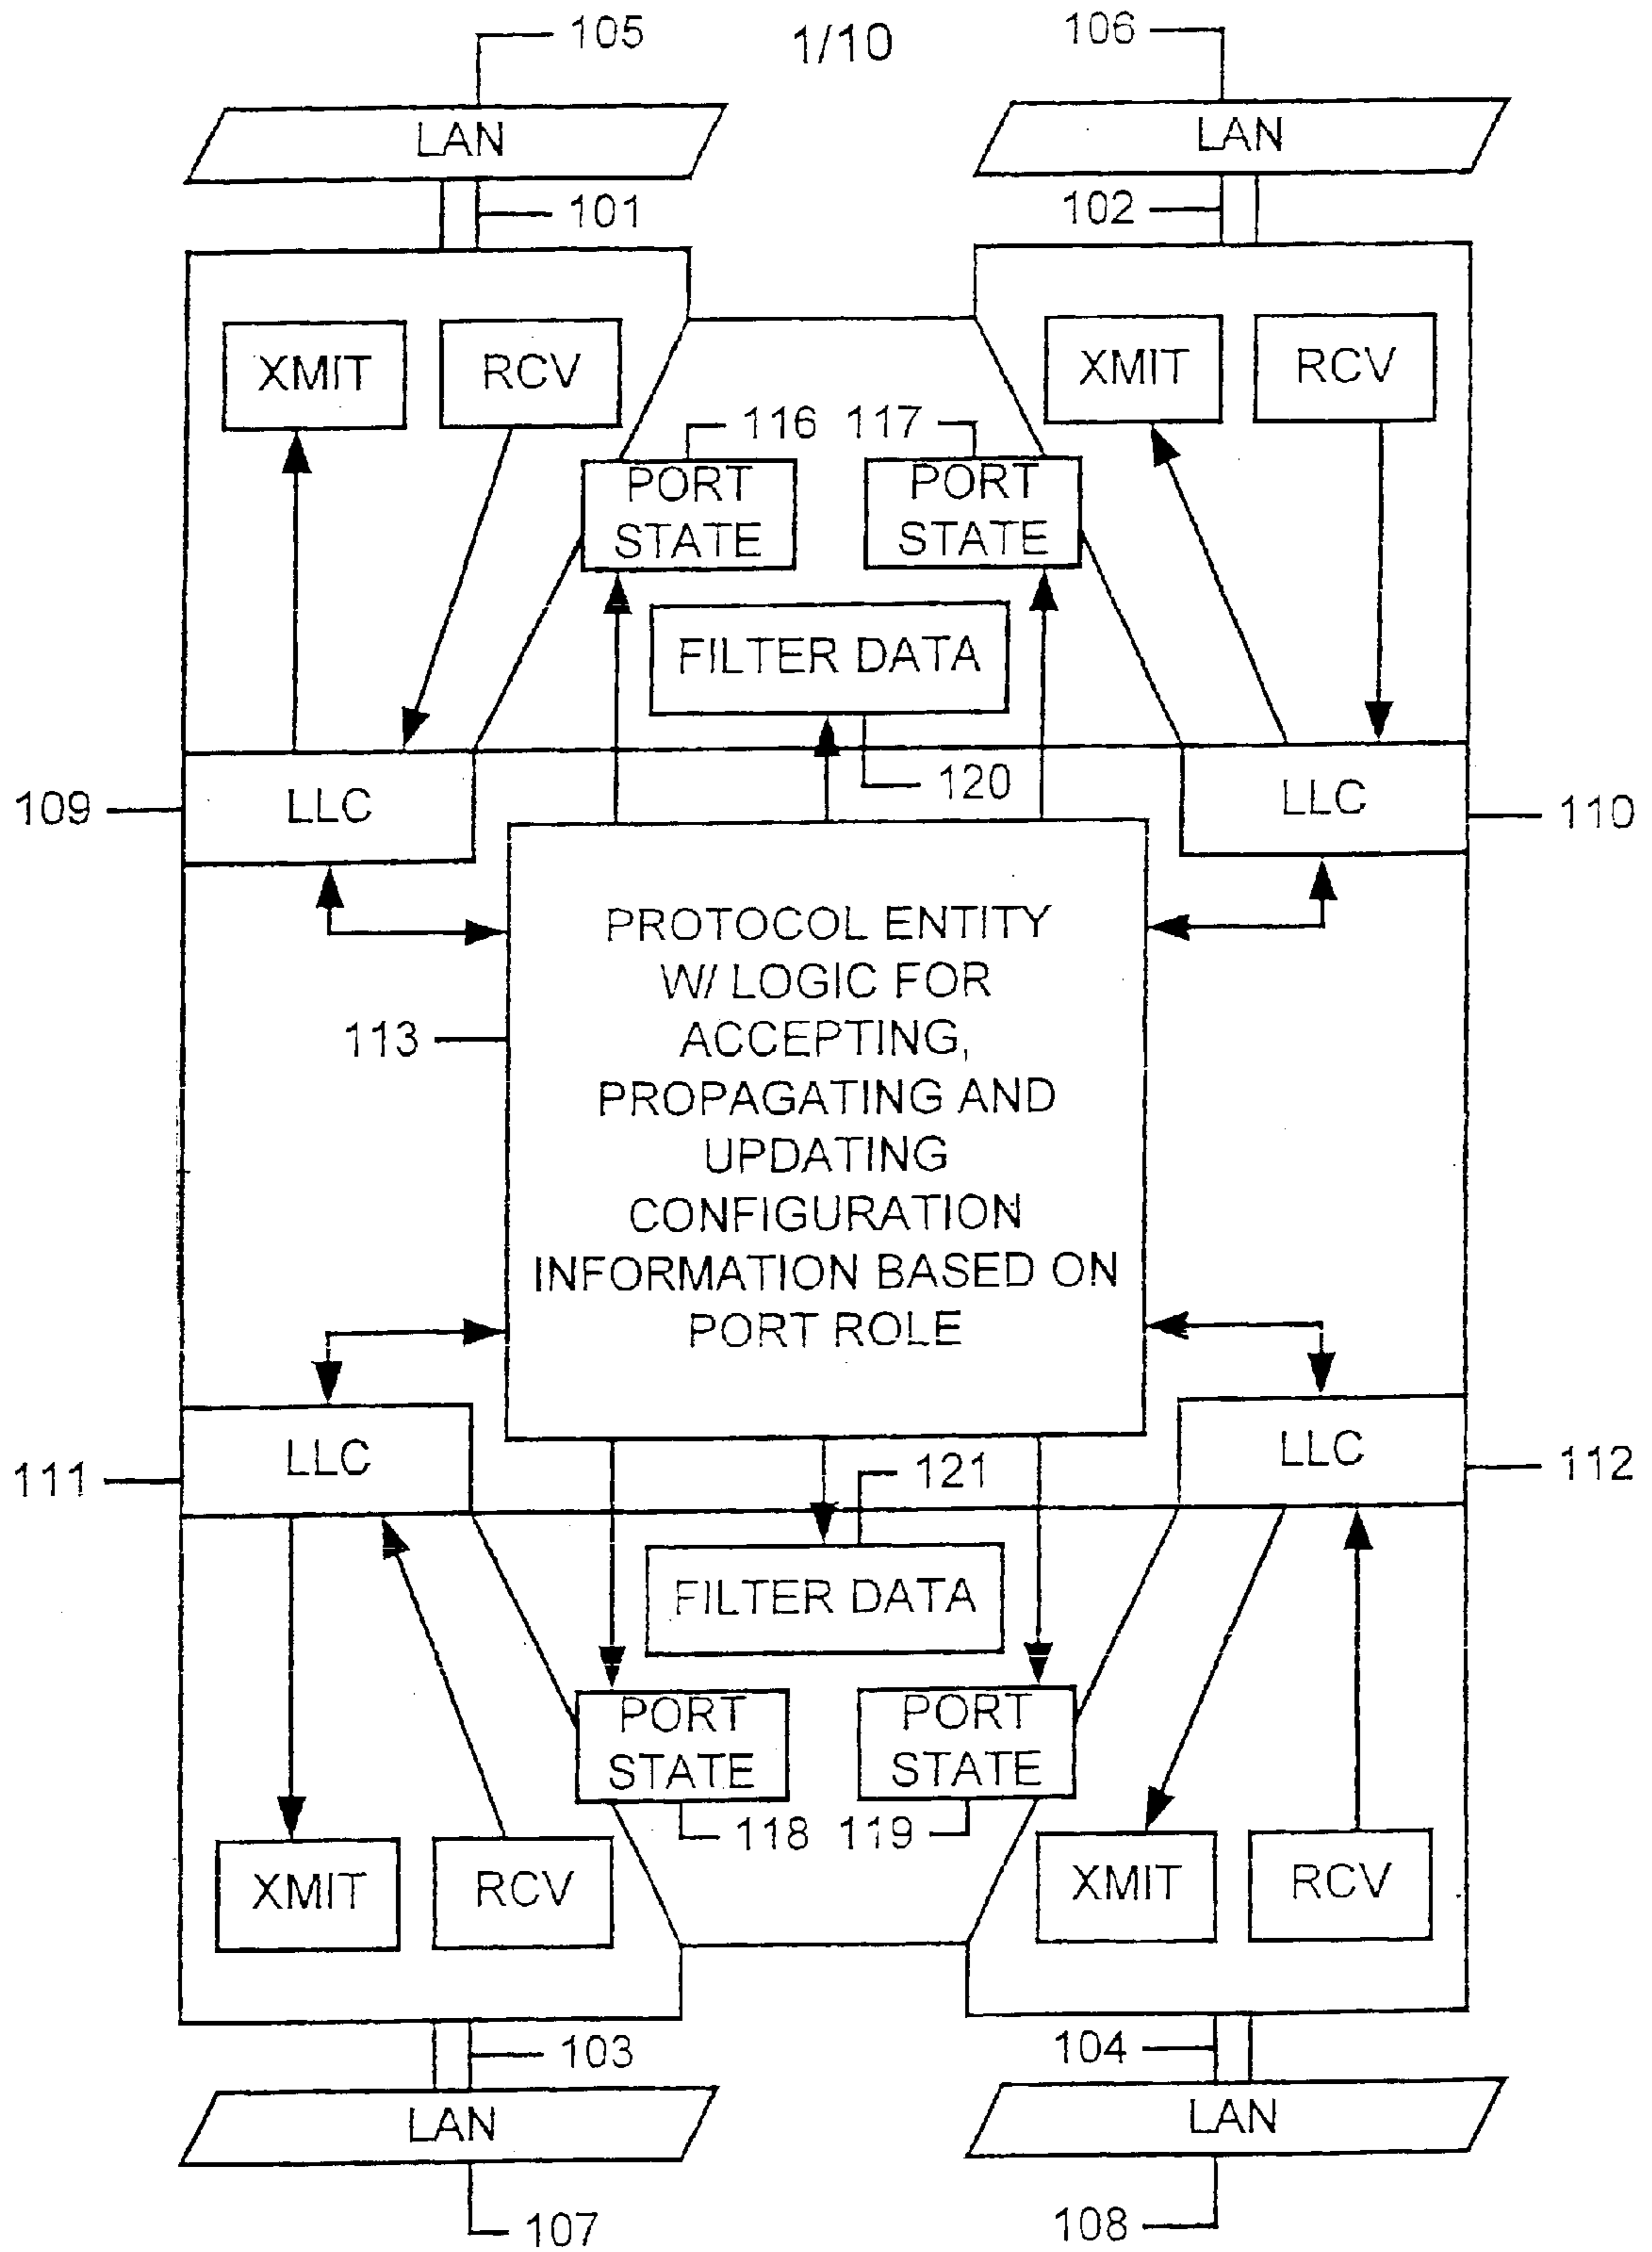 105
1/10
106
LAN
LAN
101
102
XMIT
RCV
XMIT
RCV
116
117
PORT
STATE
PORT
STATE
FILTER DATA
120
109
LLC
LLC
110
PROTOCOL ENTITY
W/ LOGIC FOR
ACCEPTING,
PROPAGATING AND
UPDATING
CONFIGURATION
INFORMATION BASED ON
PORT ROLE
113
111
LLC
LLC
112
121
FILTER DATA
PORT
STATE
PORT
STATE
118
119
XMIT
RCV
XMIT
RCV
103
104
LAN
LAN
107
108